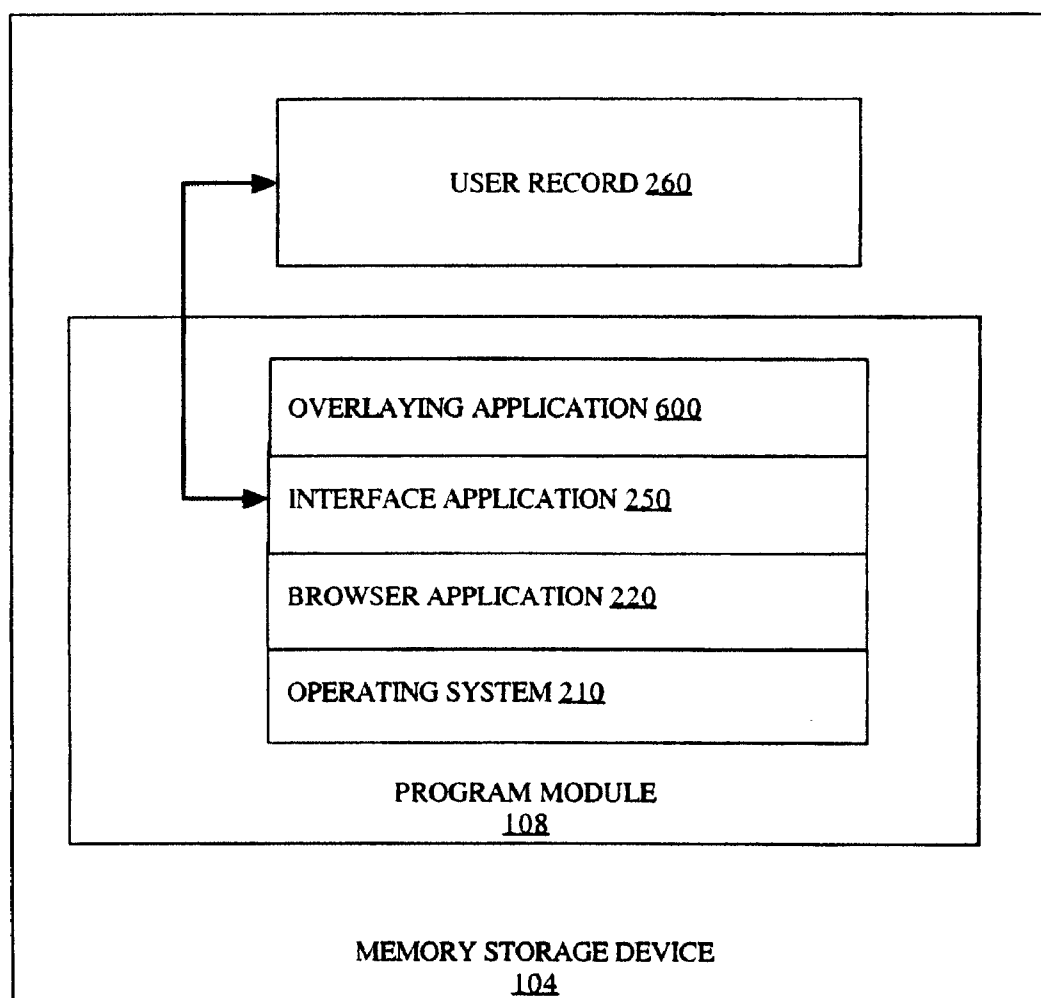 USER RECORD 260
OVERLAYING APPLICATION 600
INTERFACE APPLICATION 250
BROWSER APPLICATION 220
OPERATING SYSTEM 210
PROGRAM MODULE
108
MEMORY STORAGE DEVICE
104